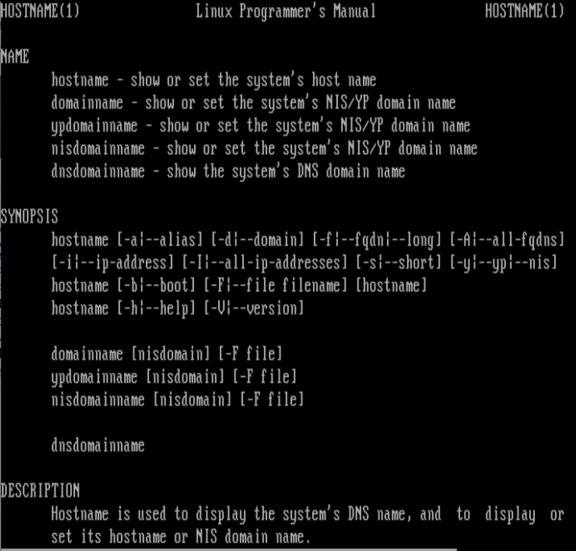 HOSTNAME(1) Linux Programmer's Manual HOSTNAME(1)
NAME
hostname - show or set the system's host name
domainname - show or set the system's NIS/YP domain name
ypdomainname - show or set the system's NIS/YP domain name
nisdomainname - show or set the system's NIS/YP domain name
dnsdomainname - show the system's DNS domain name
SYNOPSIS
hostname [-a|--alias] [-d|--domain] [-f|--fqdn|--long] [-A|--all-fqdns]
[-i|--ip-address] [-I|--all-ip-addresses] [-s|--short] [-y|--yp|--nis]
hostname [-b|--boot] [-F|--file filename] [hostname]
hostname [-h|--help] [-V|--version]
domainname [nisdomain] [-F file]
ypdomainname [nisdomain] [-F file]
nisdomainname [nisdomain] [-F file]
dnsdomainname
DESCRIPTION
Hostname is used to display the system's DNS name, and to display or
set its hostname or NIS domain name.